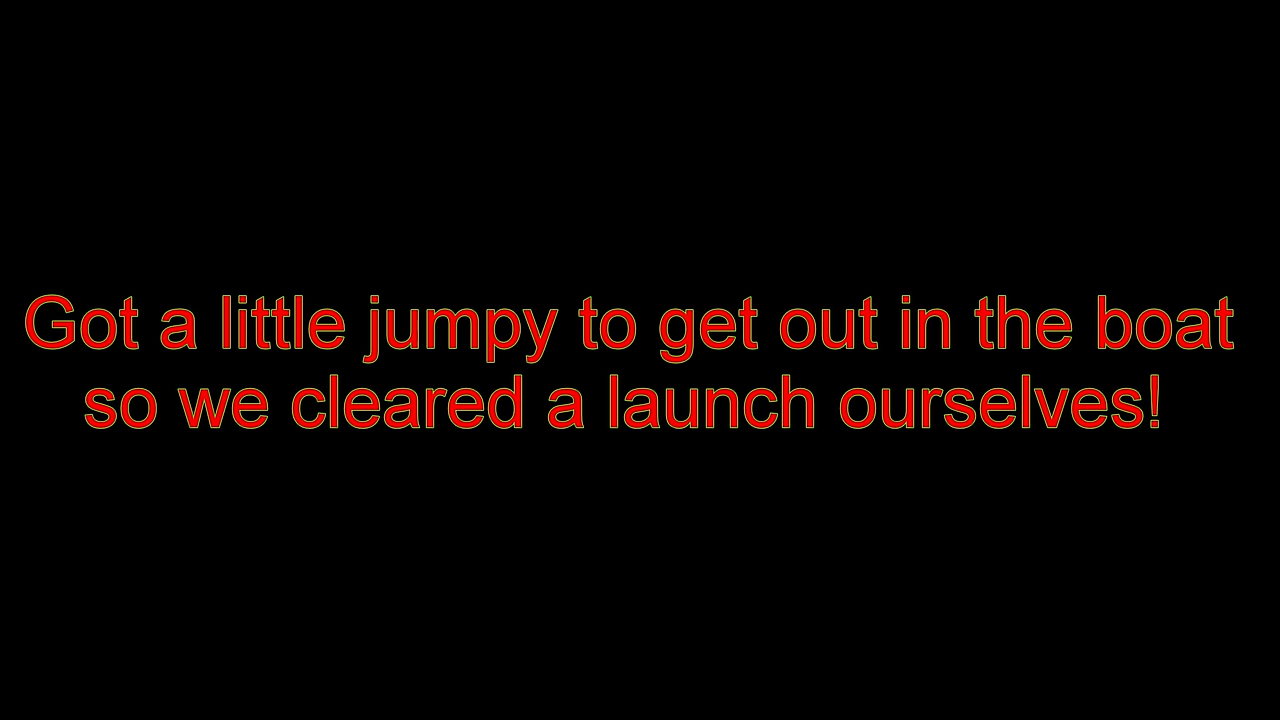 Got a little jumpy to get out in the boat
so we cleared a launch ourselves!